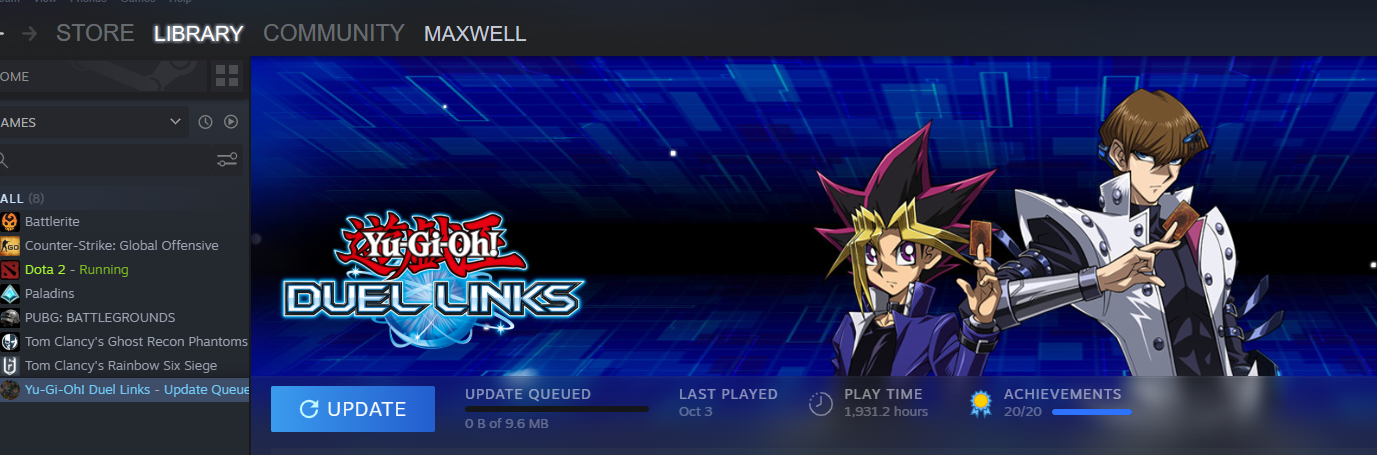 STORE LIBRARY COMMUNITY MAXWELL
OME
AMES
ALL (8)
Battlerite
Counter-Strike: Global Offensive
Dota 2 - Running
Paladins
PUBG: BATTLEGROUNDS
Tom Clancy's Ghost Recon Phantoms
Tom Clancy's Rainbow Six Siege
Yu-Gi-Oh! Duel Links - Update Queue
遊☆戯☆王
Yu-Gi-Oh!
DUEL LINKS
UPDATE
UPDATE QUEUED
0 B of 9.6 MB
LAST PLAYED
Oct 3
PLAY TIME
1,931.2 hours
ACHIEVEMENTS
20/20